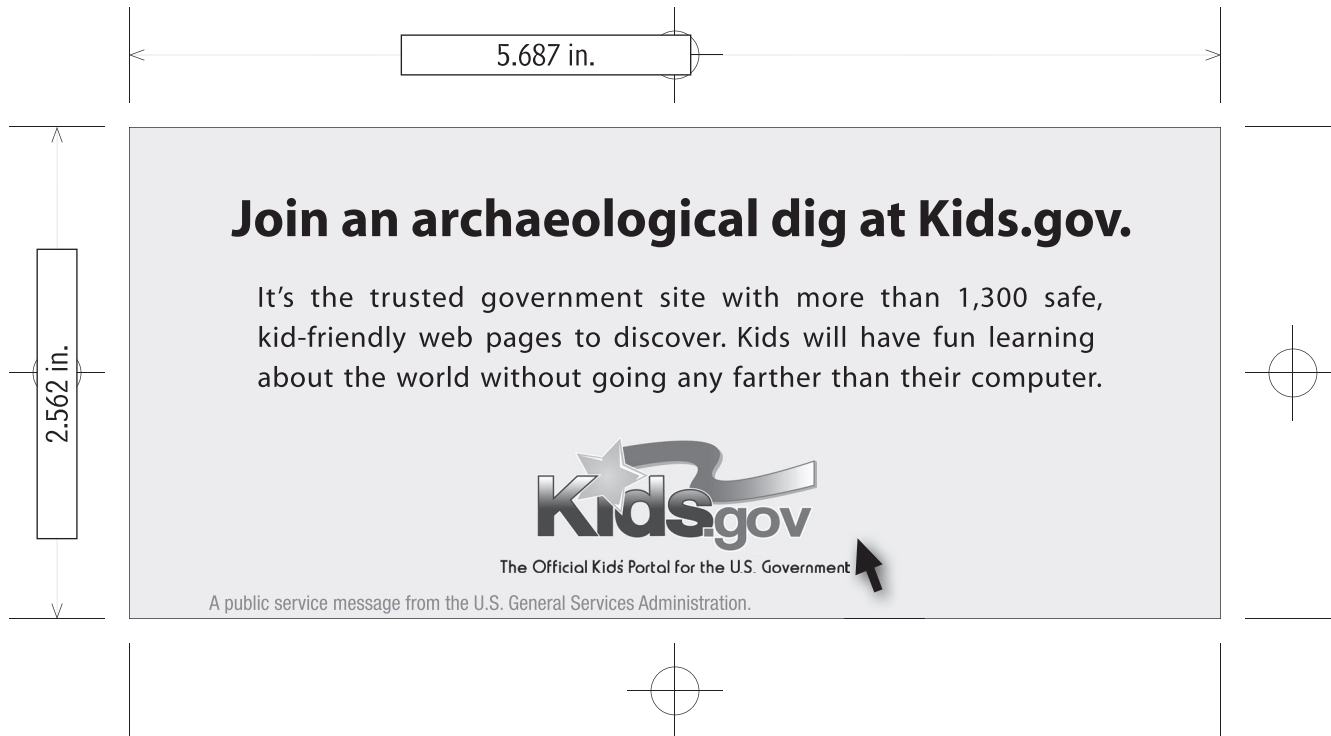 5.687 in.
Join an archaeological dig at Kids.gov.
It’s the trusted government site with more than 1,300 safe,
kid-friendly web pages to discover. Kids will have fun learning
about the world without going any farther than their computer.
2.562 in.
Kids.gov
The Official Kids' Portal for the U.S. Government
A public service message from the U.S. General Services Administration.